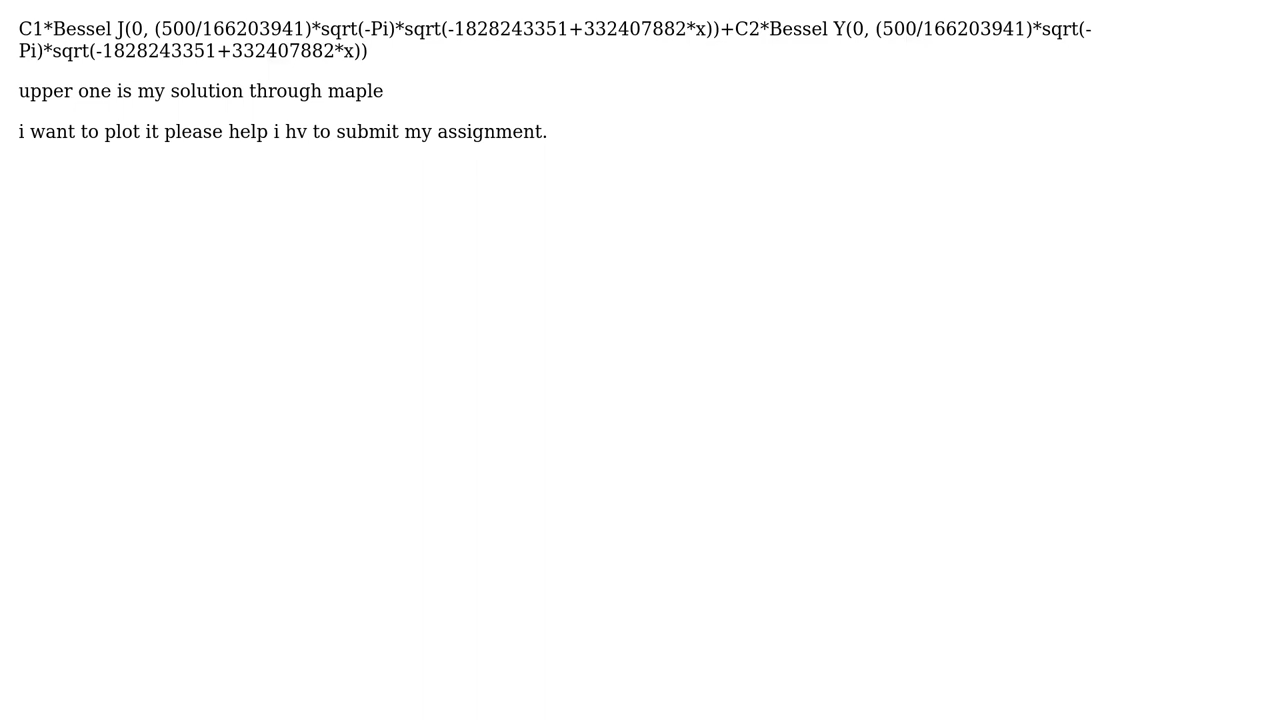 C1*Bessel J(0, (500/166203941)*sqrt(-Pi)*sqrt(-1828243351+332407882*x))+C2*Bessel Y(0, (500/166203941)*sqrt(-
Pi)*sqrt(-1828243351+332407882*x))
upper one is my solution through maple
i want to plot it please help i hv to submit my assignment.